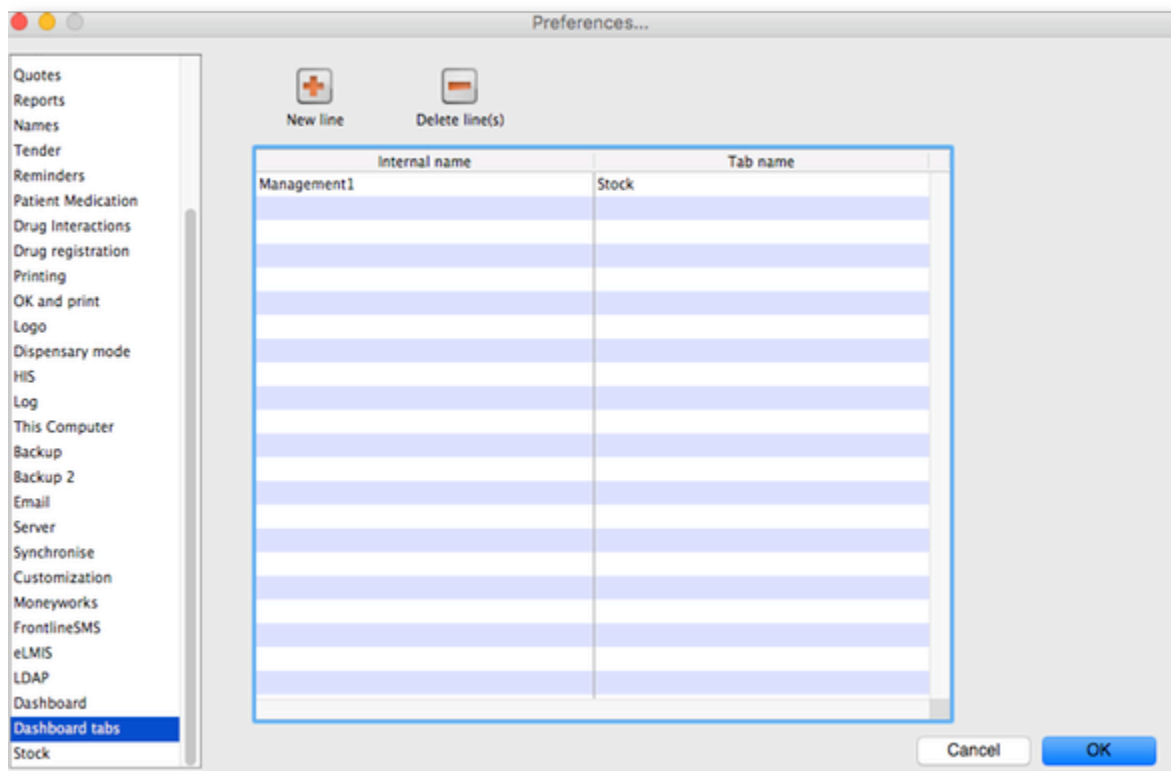 Preferences...
Quotes
Reports
Names
Tender
Reminders
Patient Medication
Drug Interactions
Drug registration
Printing
OK and print
Logo
Dispensary mode
HIS
Log
This Computer
Backup
Backup 2
Email
Server
Synchronise
Customization
Moneyworks
FrontlineSMS
eLMIS
LDAP
Dashboard
Dashboard tabs
Stock
New line Delete line(s)
Internal name Tab name
Management1 Stock
Cancel OK